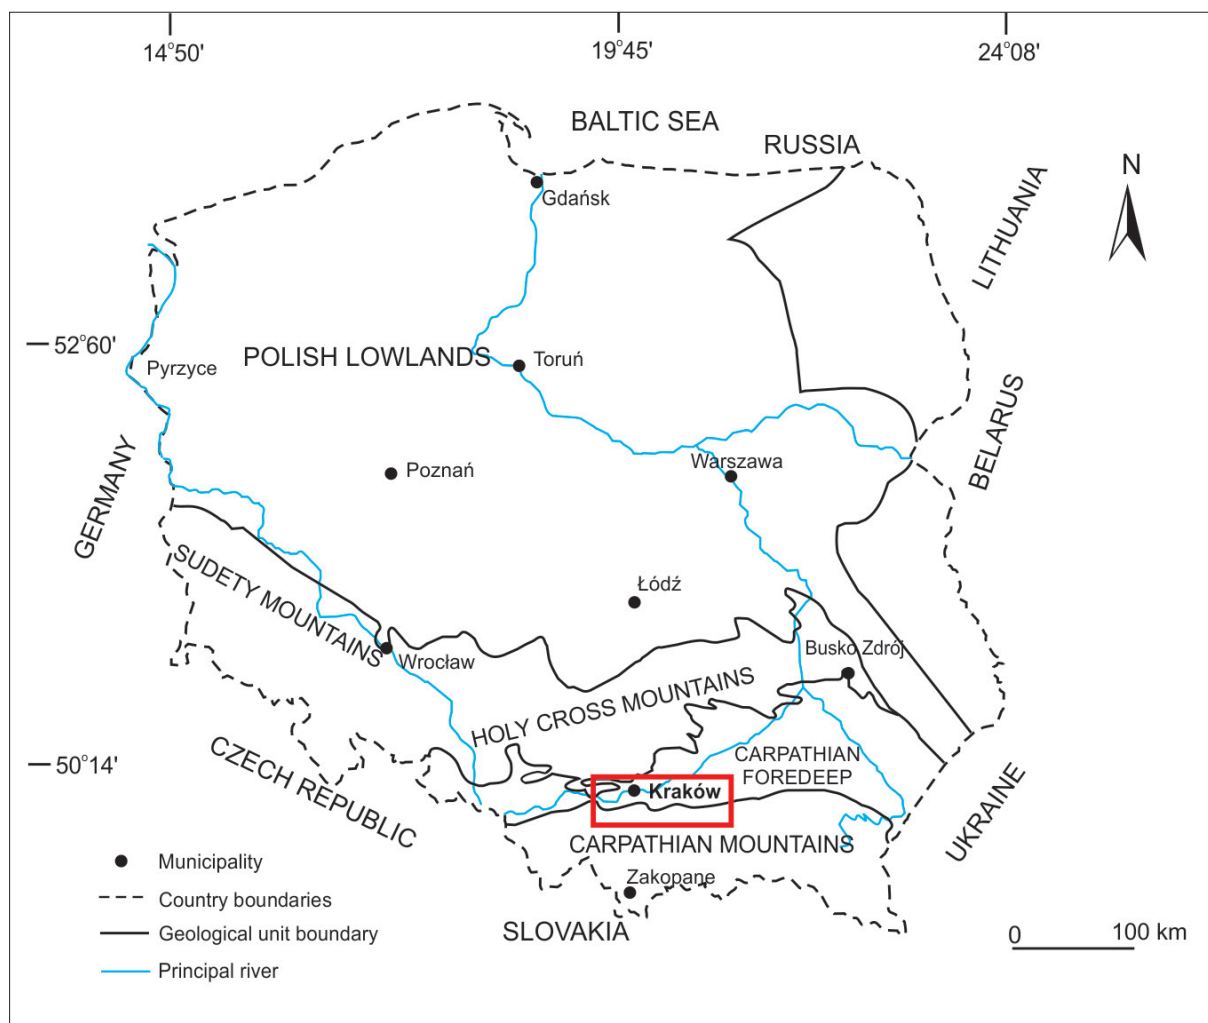 14°50'
19°45'
24°08'
BALTIC SEA
RUSSIA
N
LITHUANIA
Gdańsk
52°60'
POLISH LOWLANDS
Toruń
Pyrzyce
BELARUS
GERMANY
Poznań
Warszawa
SUDETY MOUNTAINS
Łódź
Wrocław
Busko Zdrój
HOLY CROSS MOUNTAINS
50°14'
CZECH REPUBLIC
CARPATHIAN
FOREDEEP
Kraków
UKRAINE
CARPATHIAN MOUNTAINS
Zakopane
SLOVAKIA
Municipality
Country boundaries
Geological unit boundary
Principal river
0 100 km